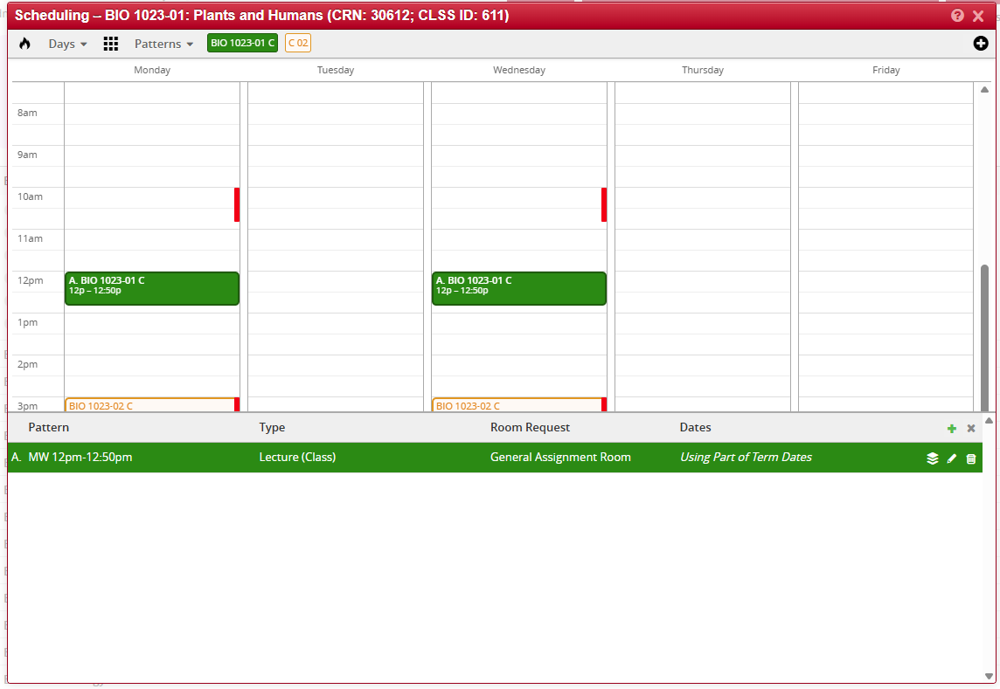 Scheduling – BIO 1023-01: Plants and Humans (CRN: 30612; CLSS ID: 611)
Days Patterns BIO 1023-01 C C 02
Monday Tuesday Wednesday Thursday Friday
8am
9am
10am
11am
12pm A. BIO 1023-01 C A. BIO 1023-01 C
12p – 12:50p 12p – 12:50p
1pm
2pm
3pm BIO 1023-02 C BIO 1023-02 C
Pattern Type Room Request Dates
A. MW 12pm-12:50pm Lecture (Class) General Assignment Room Using Part of Term Dates